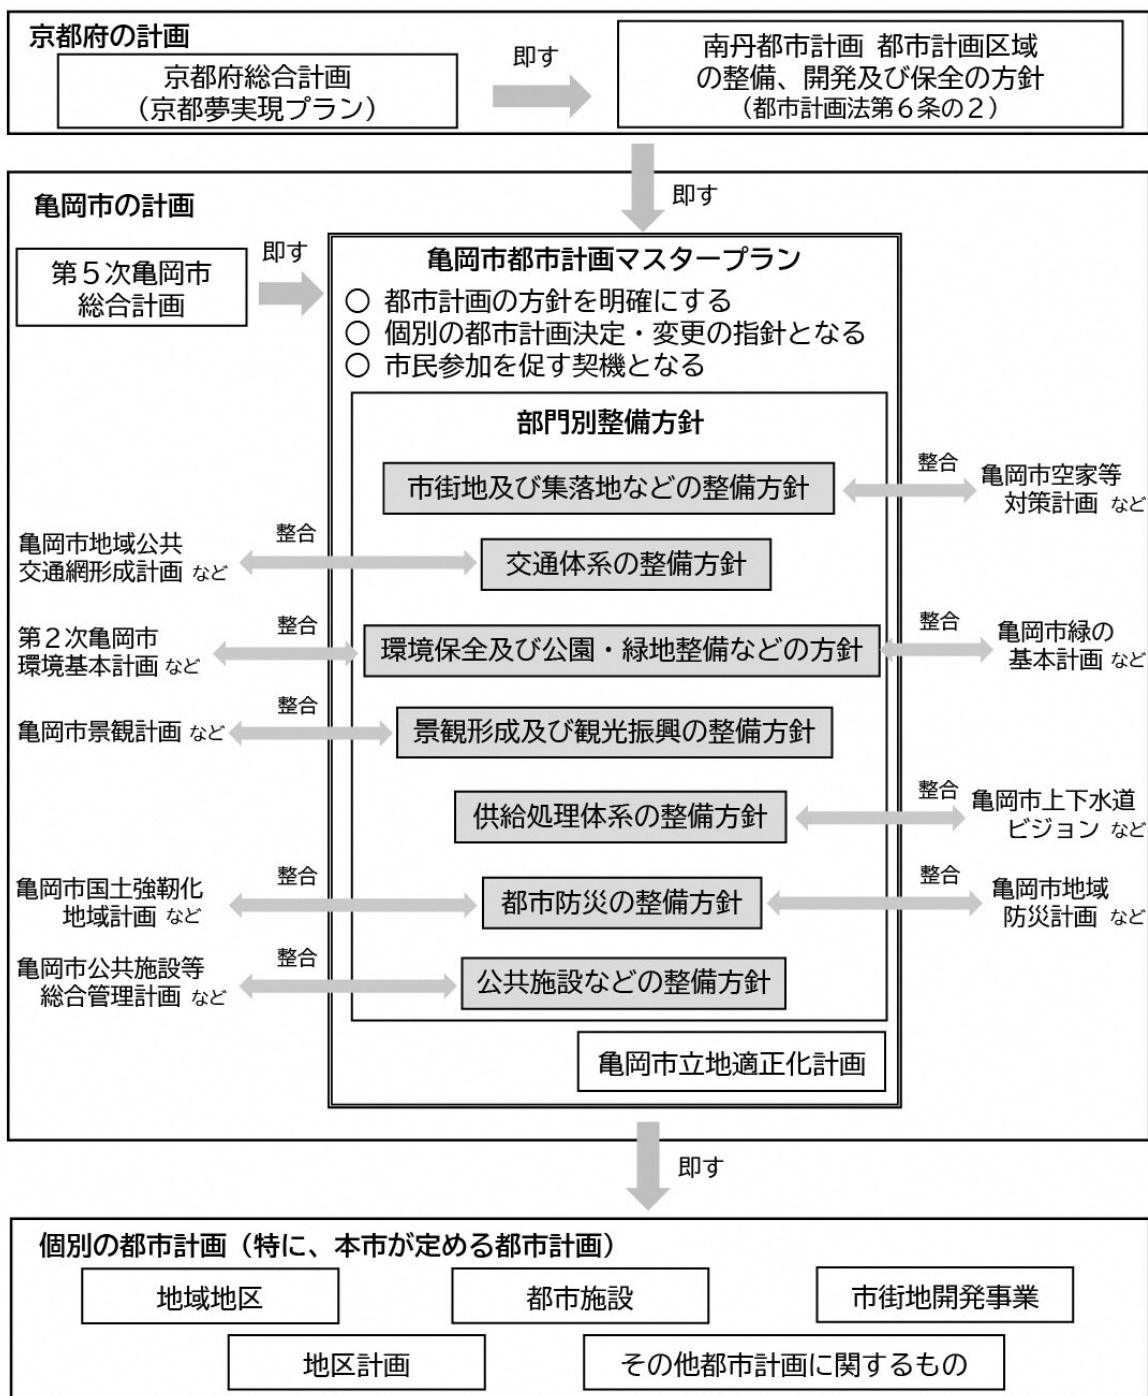 京都府の計画
京都府総合計画
（京都夢実現プラン）
即す
南丹都市計画 都市計画区域
の整備、開発及び保全の方針
（都市計画法第６条の２）
即す
亀岡市の計画
第５次亀岡市
総合計画
即す
亀岡市都市計画マスタープラン
○ 都市計画の方針を明確にする
○ 個別の都市計画決定・変更の指針となる
○ 市民参加を促す契機となる
部門別整備方針
市街地及び集落地などの整備方針
整合
亀岡市空家等
対策計画 など
亀岡市地域公共
交通網形成計画 など
整合
交通体系の整備方針
第２次亀岡市
環境基本計画 など
整合
環境保全及び公園・緑地整備などの方針
整合
亀岡市緑の
基本計画 など
亀岡市景観計画 など
整合
景観形成及び観光振興の整備方針
供給処理体系の整備方針
整合
亀岡市上下水道
ビジョン など
亀岡市国土強靭化
地域計画 など
整合
都市防災の整備方針
整合
亀岡市地域
防災計画 など
亀岡市公共施設等
総合管理計画 など
整合
公共施設などの整備方針
亀岡市立地適正化計画
即す
個別の都市計画（特に、本市が定める都市計画）
地域地区
都市施設
市街地開発事業
地区計画
その他都市計画に関するもの